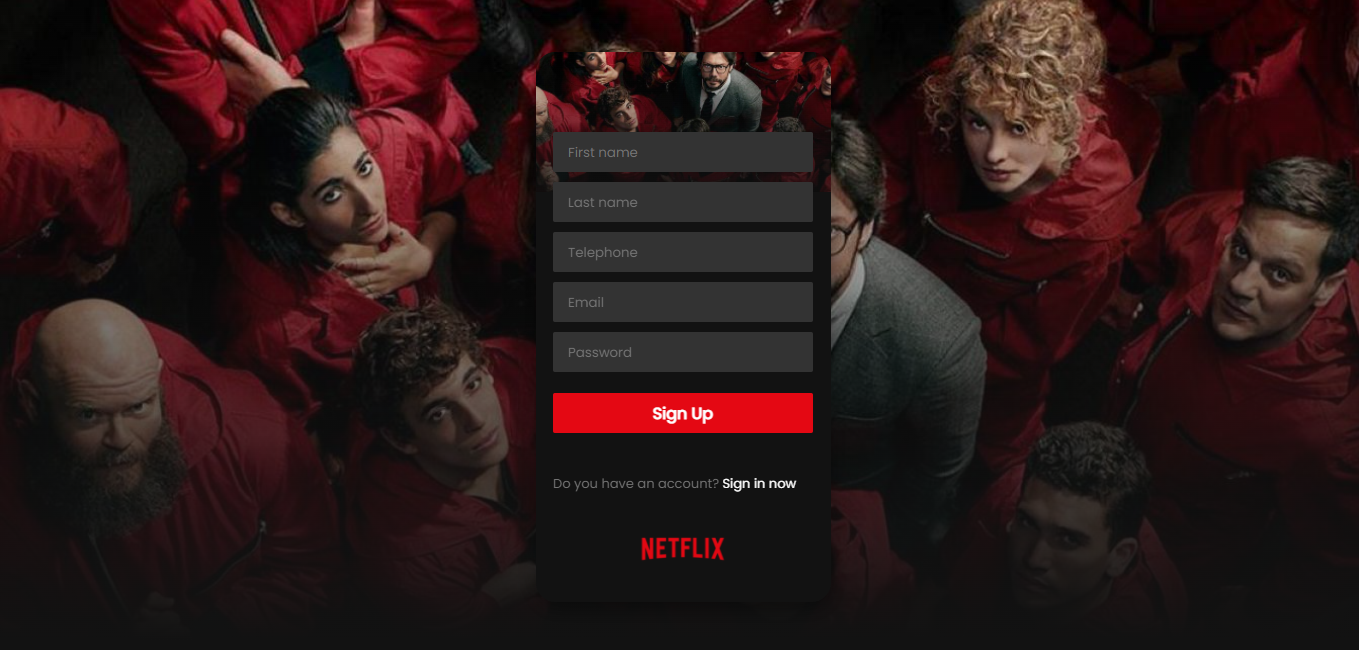 First name
Last name
Telephone
Email
Password
Sign Up
Do you have an account? Sign in now
NETFLIX